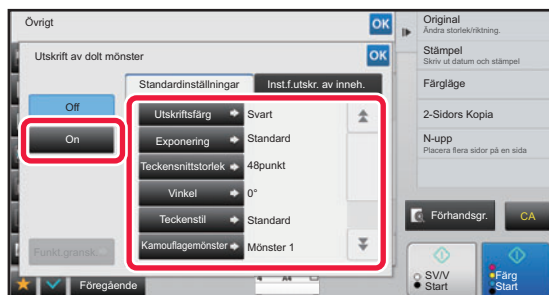 Övrigt
OK
Utskrift av dolt mönster
OK
Standardinställningar
Inst.f.utskr. av inneh.
Off
On
Utskriftsfärg
Svart
Exponering
Standard
Teckensnittstorlek
48punkt
Vinkel
0°
Teckenstil
Standard
Kamouflagemönster
Mönster 1
Funkt.gransk.
Föregående
A4
Original
Ändra storlek/riktning.
Stämpel
Skriv ut datum och stämpel
Färgläge
2-Sidors Kopia
N-upp
Placera flera sidor på en sida
Förhandsgr.
CA
SV/V
Start
Färg
Start